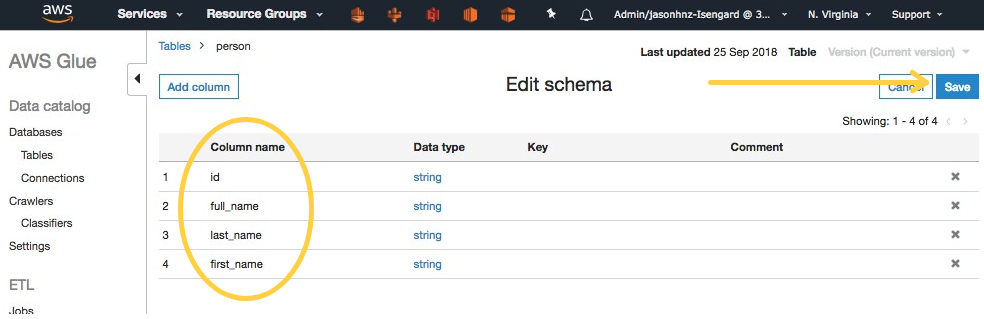 aws Services Resource Groups Admin/jasonhnz-Isengard @ 3... N. Virginia Support
AWS Glue
Data catalog
Databases
Tables
Connections
Crawlers
Classifiers
Settings
ETL
Jobs
Tables > person
Last updated 25 Sep 2018 Table Version (Current version)
Add column Edit schema Cancel Save
Showing: 1 - 4 of 4 < >
Column name Data type Key Comment
1 id string
2 full_name string
3 last_name string
4 first_name string